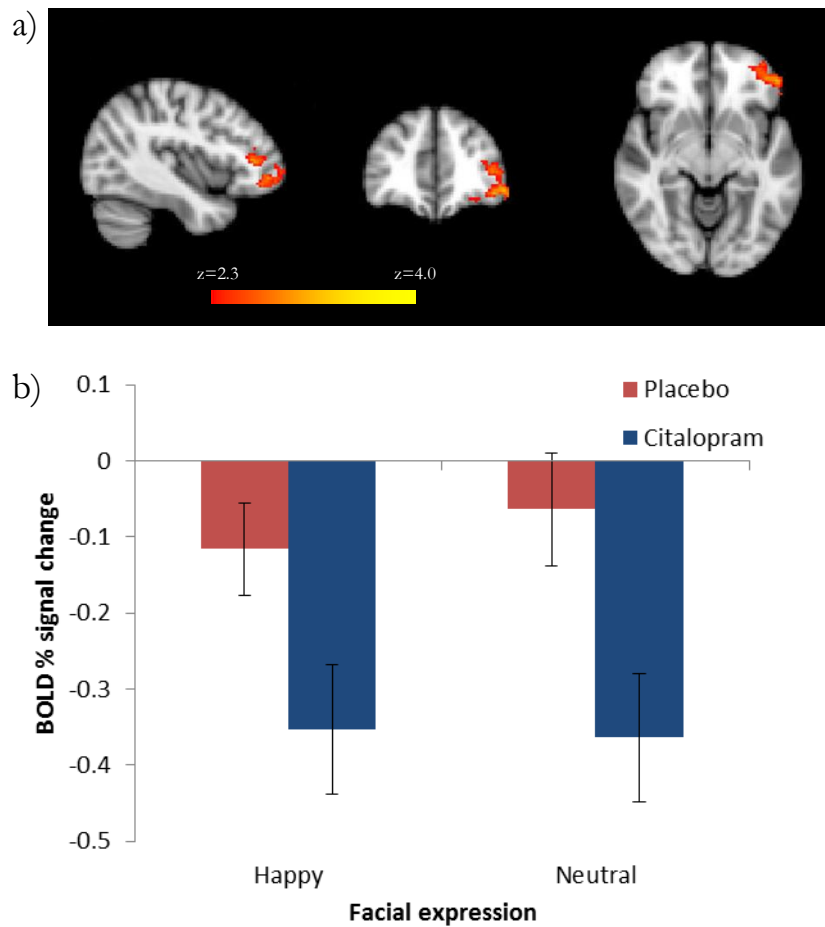 a)
z=2.3 z=4.0
b)
0.1
Placebo
Citalopram
0
-0.1
-0.2
-0.3
-0.4
-0.5
BOLD % signal change
Happy Neutral
Facial expression